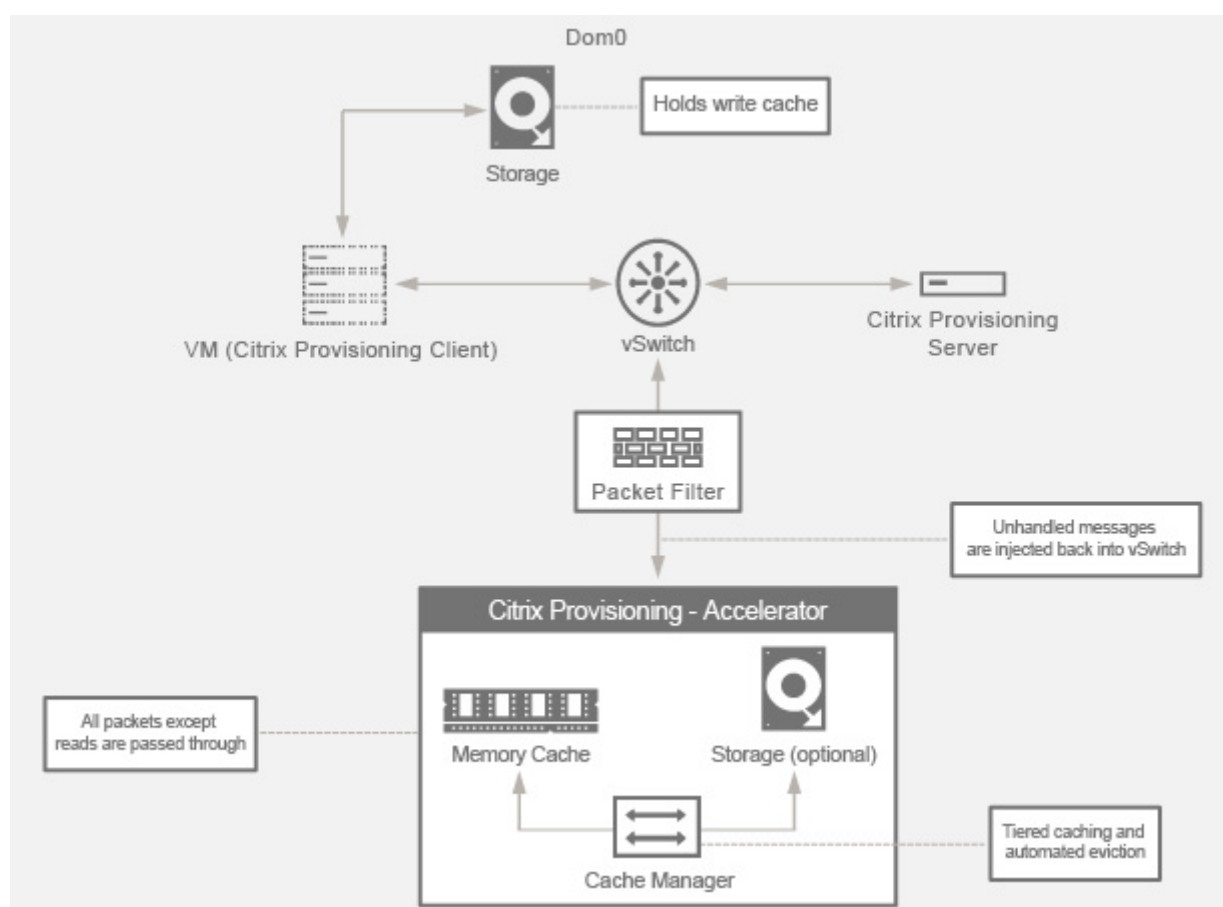 Dom0
Holds write cache
Storage
VM (Citrix Provisioning Client)
vSwitch
Citrix Provisioning
Server
Packet Filter
Unhandled messages
are injected back into vSwitch
Citrix Provisioning - Accelerator
All packets except
reads are passed through
Memory Cache
Storage (optional)
Tiered caching and
automated eviction
Cache Manager